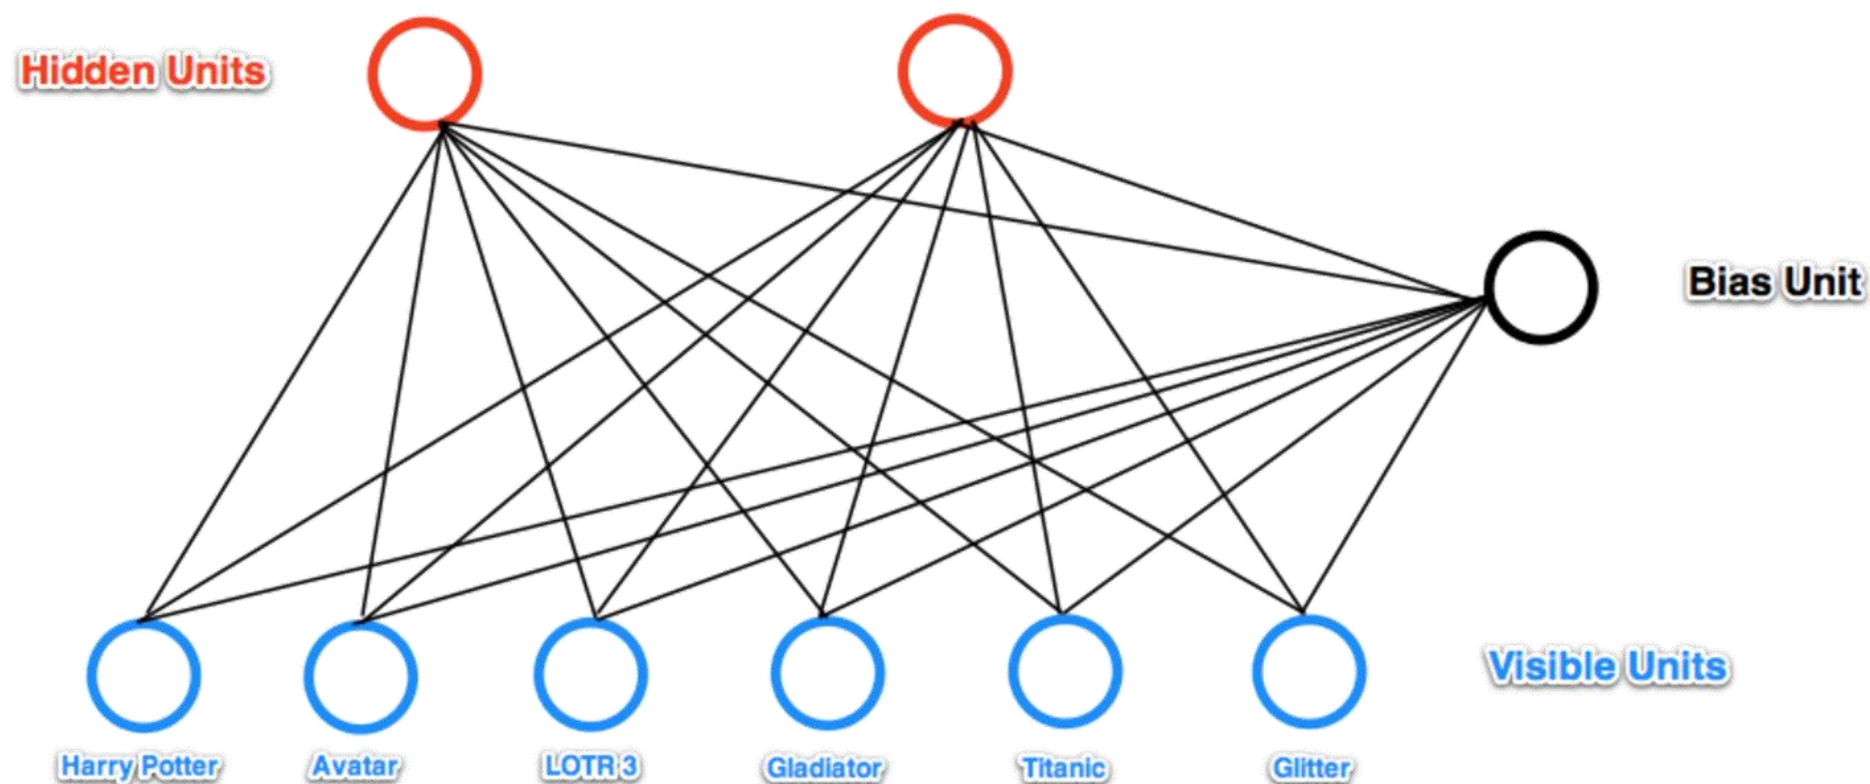 Hidden Units
Bias Unit
Visible Units
Harry Potter
Avatar
LOTR 3
Gladiator
Titanic
Glitter